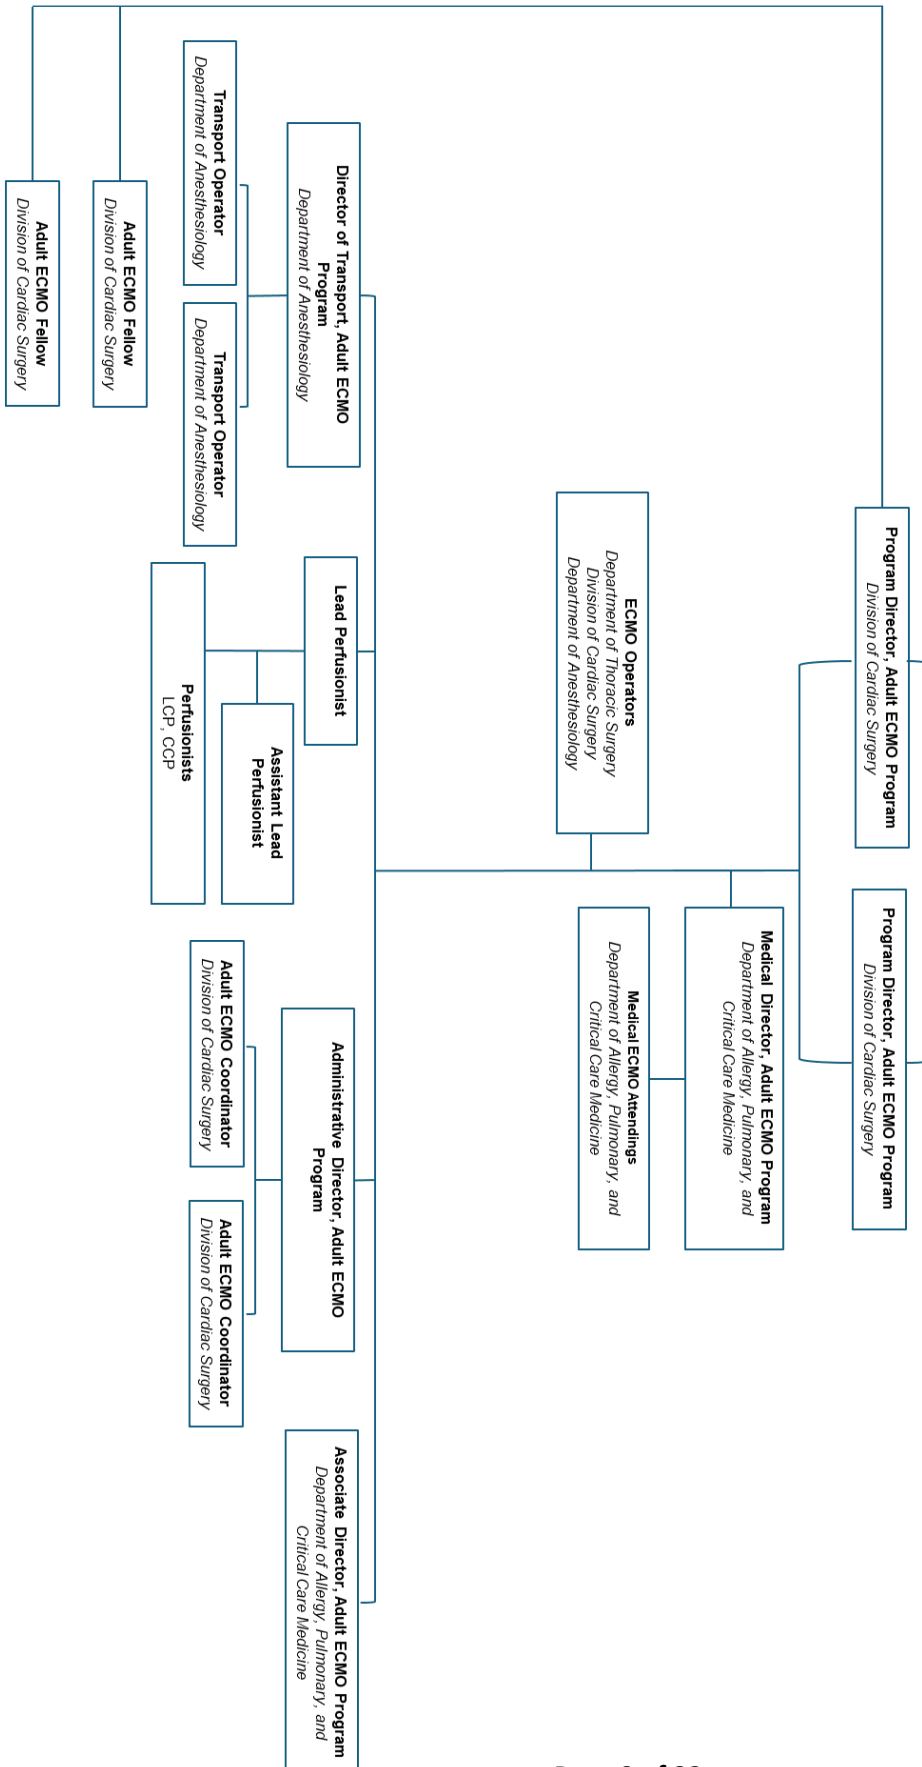 Program Director, Adult ECMO Program
Division of Cardiac Surgery
Program Director, Adult ECMO Program
Division of Cardiac Surgery
Medical Director, Adult ECMO Program
Department of Allergy, Pulmonary, and
Critical Care Medicine
ECMO Operators
Department of Thoracic Surgery
Division of Cardiac Surgery
Department of Anesthesiology
Medical ECMO Attendings
Department of Allergy, Pulmonary, and
Critical Care Medicine
Director of Transport, Adult ECMO
Program
Department of Anesthesiology
Lead Perfusionist
Administrative Director, Adult ECMO
Program
Associate Director, Adult ECMO Program
Department of Allergy, Pulmonary, and
Critical Care Medicine
Transport Operator
Department of Anesthesiology
Transport Operator
Department of Anesthesiology
Assistant Lead
Perfusionist
Perfusionists
LCP, CCP
Adult ECMO Coordinator
Division of Cardiac Surgery
Adult ECMO Coordinator
Division of Cardiac Surgery
Adult ECMO Fellow
Division of Cardiac Surgery
Adult ECMO Fellow
Division of Cardiac Surgery